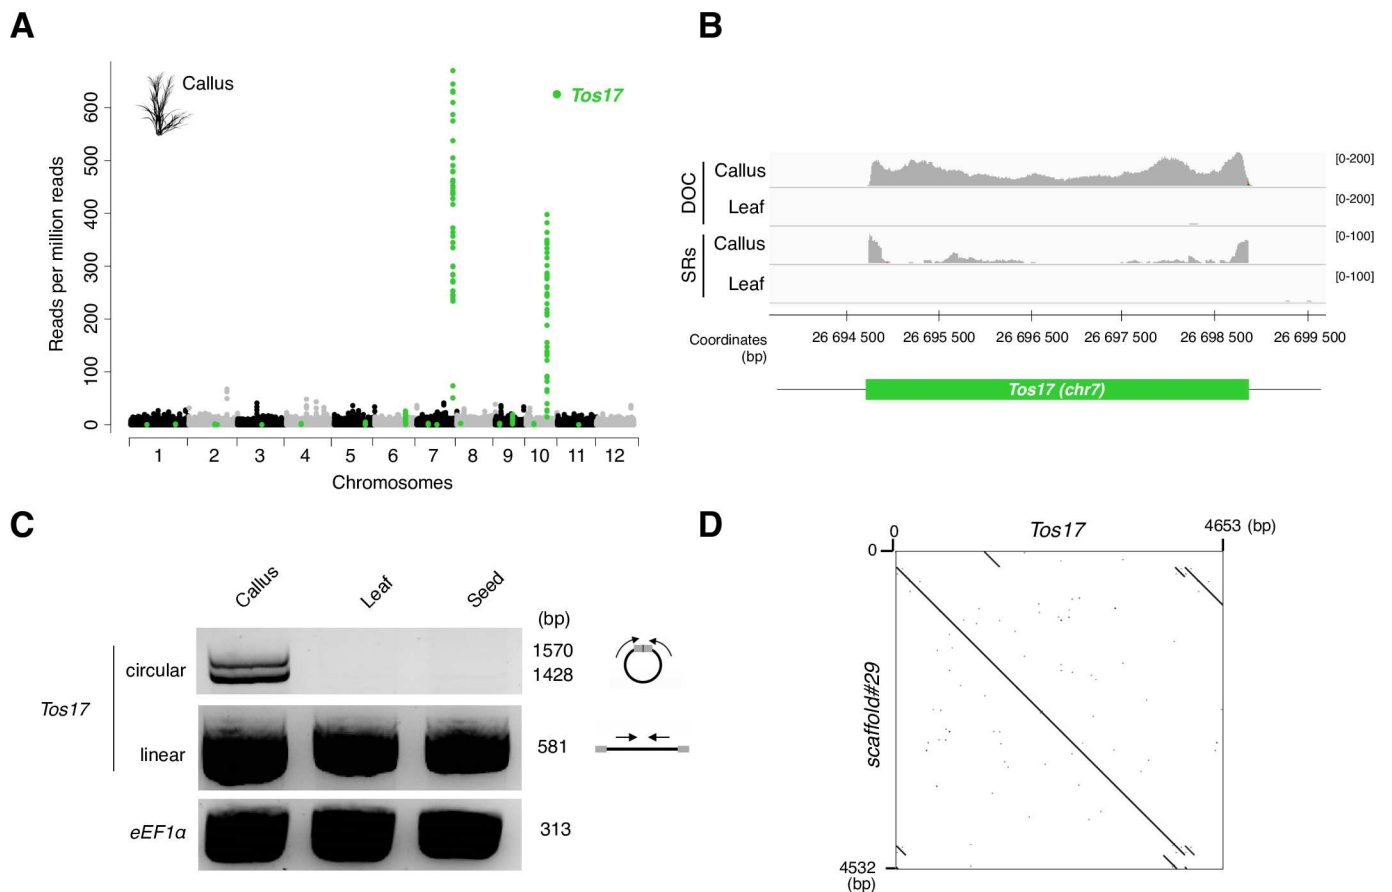 A
Callus
Tos17
Reads per million reads
600
500
400
300
200
100
0
1 2 3 4 5 6 7 8 9 10 11 12
Chromosomes
B
DOC
Callus [0-200]
Leaf [0-200]
SRs
Callus [0-100]
Leaf [0-100]
Coordinates (bp)
26 694 500 26 695 500 26 696 500 26 697 500 26 698 500 26 699 500
Tos17 (chr7)
C
Callus Leaf Seed
(bp)
Tos17
circular
1570
1428
linear 581
eEF1α 313
D
0 Tos17 4653 (bp)
0
scaffold#29
4532
(bp)